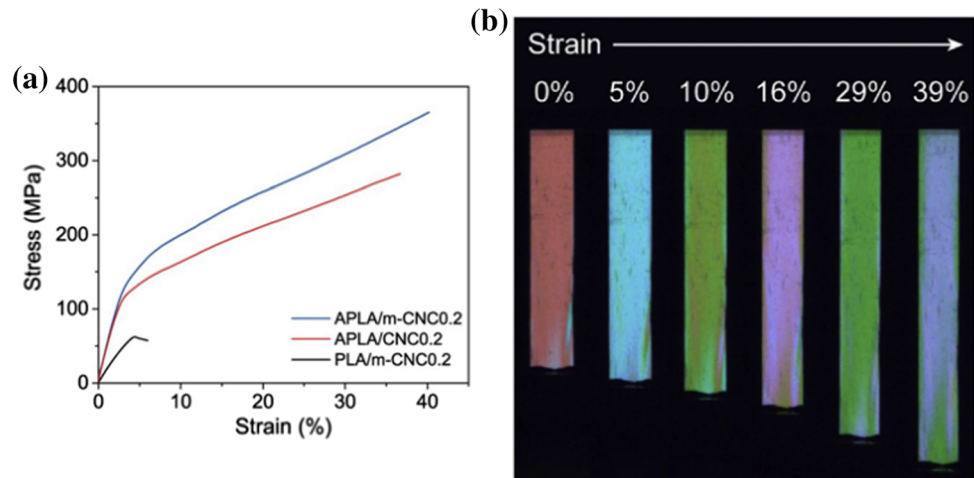 (a)
400
300
200
100
0
Stress (MPa)
0 10 20 30 40
Strain (%)
APLA/m-CNC0.2
APLA/CNC0.2
PLA/m-CNC0.2
(b)
Strain
0% 5% 10% 16% 29% 39%